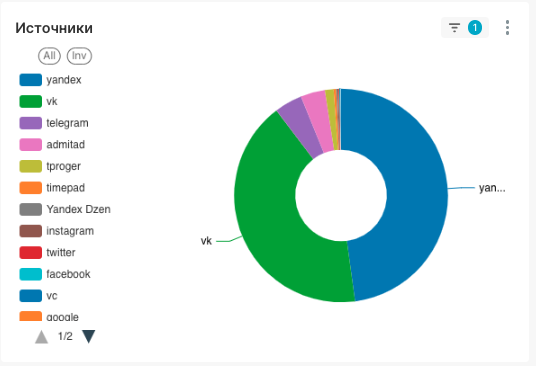 Источники
1
All Inv
yandex
vk
telegram
admitad
tproger
timepad
Yandex Dzen
instagram
twitter
facebook
vc
google
1/2
yan...
vk